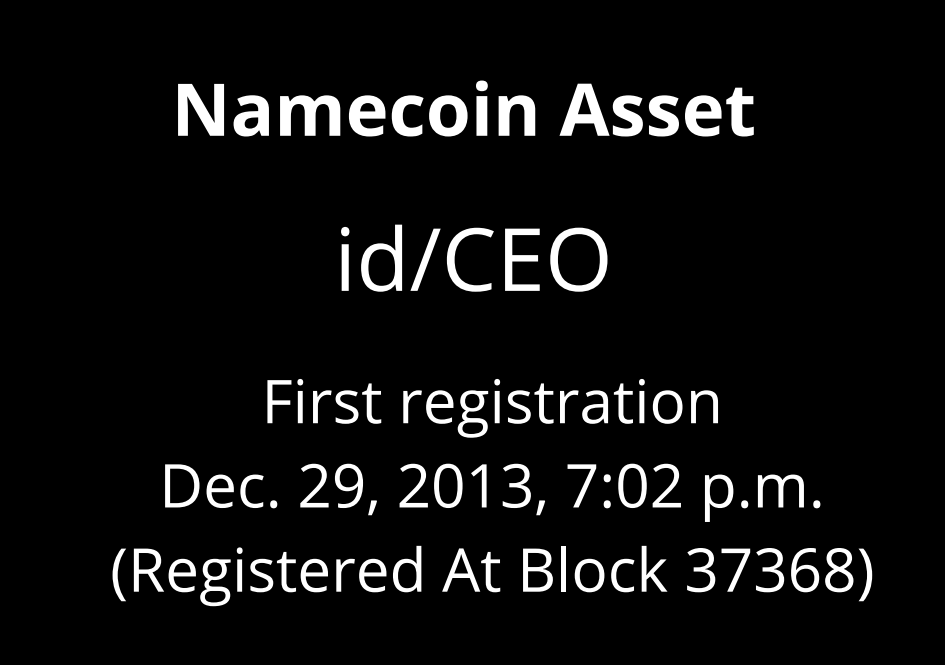 Namecoin Asset
id/CEO
First registration
Dec. 29, 2013, 7:02 p.m.
(Registered At Block 37368)